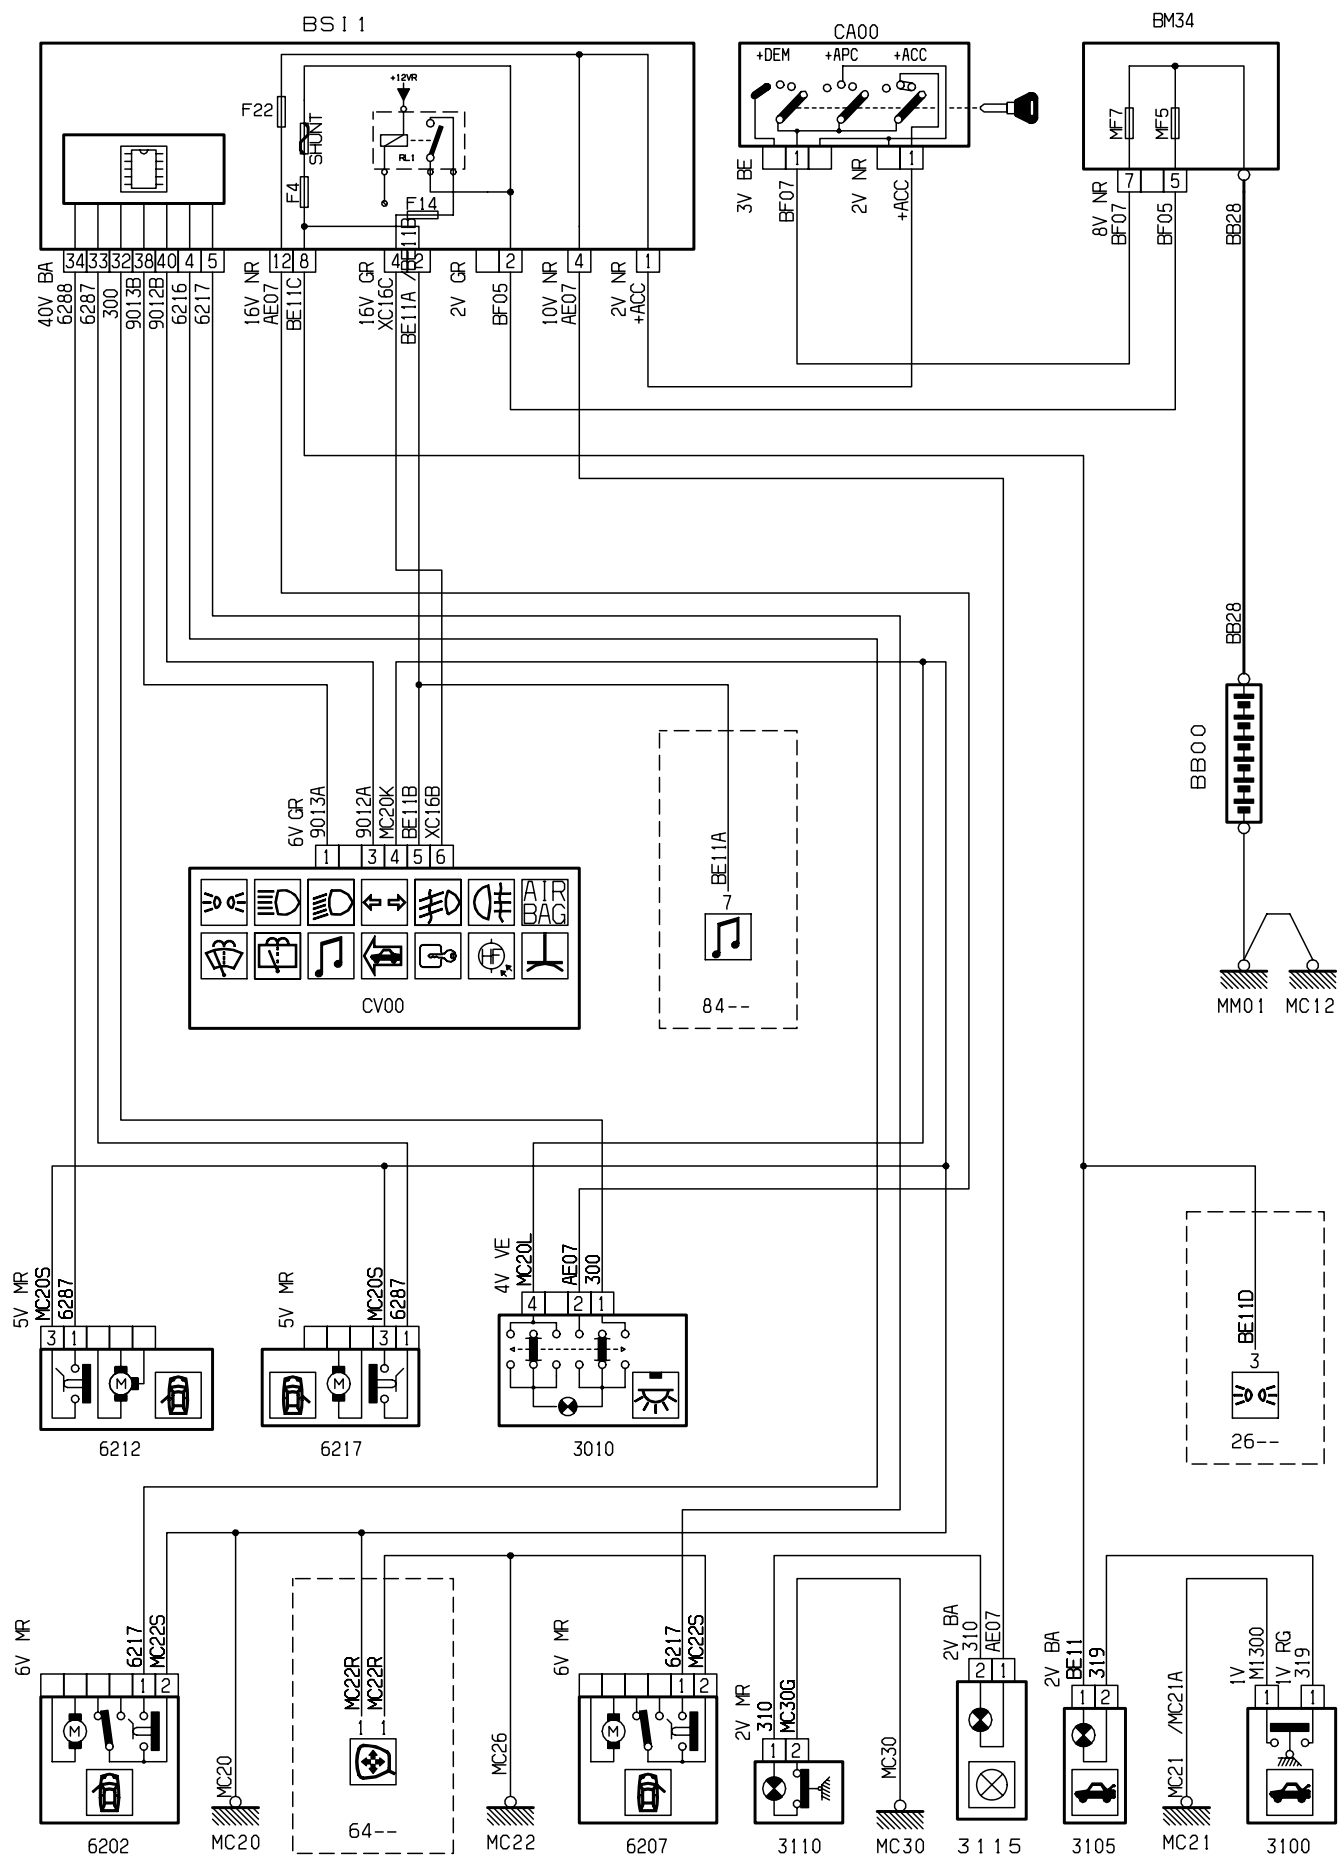 BSI1
CA00
BM34
+DEM +APC +ACC
+12VR
RL1
F22
SHUNT
F4
F14
MF7
MF5
34 33 32 38 40 4 5
12 8
4 2
2
4
1
1
1
7 5
40V BA
6288
6287
300
9013B
9012B
6216
6217
16V NR
AE07
BE11C
16V GR
XC16C
BE11A /BE11B
2V GR
BF05
10V NR
AE07
2V NR
+ACC
3V BE
BF07
2V NR
+ACC
8V NR
BF07
BF05
BB28
BB28
BB00
MM01 MC12
6V GR
9013A
9012A
MC20K
BE11B
XC16B
1 3 4 5 6
AIR
BAG
HF
CV00
BE11A
7
84--
5V MR
MC20S
6287
3 1
M
6212
5V MR
MC20S
6287
3 1
M
6217
4V VE
MC20L
AE07
300
4 2 1
3010
BE11D
3
26--
6V MR
6217
MC22S
1 2
M
6202
MC20
MC20
MC22R
MC22R
1 1
64--
MC26
MC22
6V MR
6217
MC22S
1 2
M
6207
2V MR
310
MC30G
1 2
3110
MC30
MC30
2V BA
310
AE07
2 1
3115
2V BA
BE11
319
1 2
3105
MC21 /MC21A
MC21
1V
M1300
1V RG
319
1 1
3100